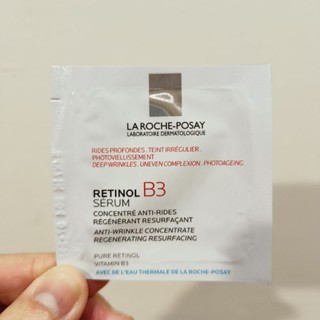 LA ROCHE-POSAY
LABORATOIRE DERMATOLOGIQUE
RIDES PROFONDES . TEINT IRRÉGULIER .
PHOTOVIEILLISSEMENT
DEEP WRINKLES . UNEVEN COMPLEXION . PHOTOAGEING
RETINOL B3
SÉRUM
CONCENTRÉ ANTI-RIDES
RÉGÉNÉRANT RESURFAÇANT
ANTI-WRINKLE CONCENTRATE
REGENERATING RESURFACING
PURE RETINOL
VITAMIN B3
AVEC DE L'EAU THERMALE DE LA ROCHE-POSAY